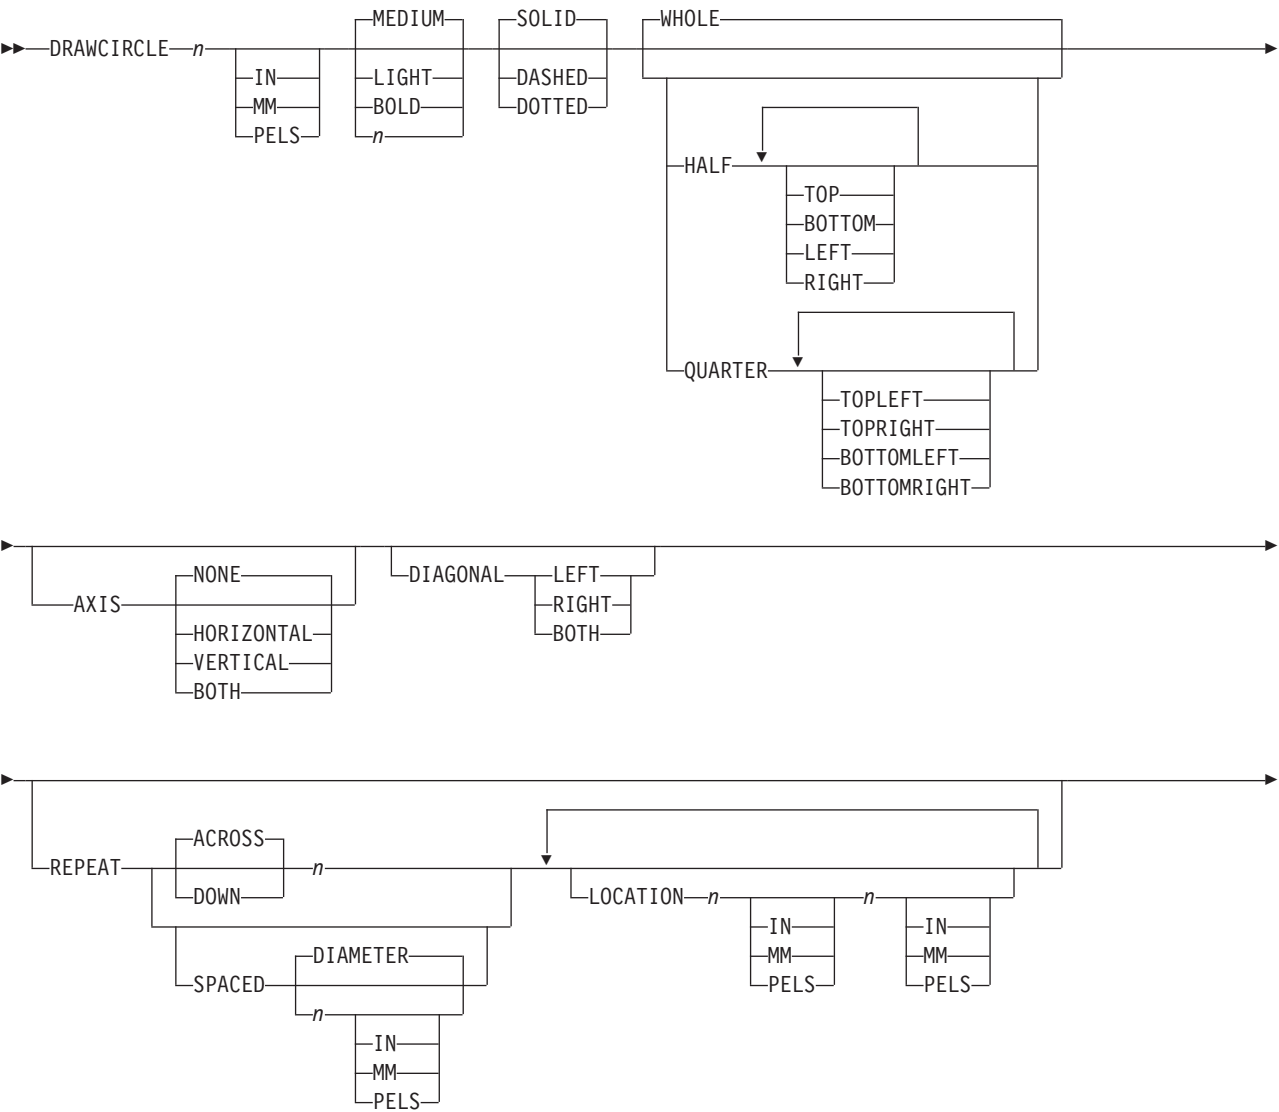 MEDIUM SOLID WHOLE
DRAWCIRCLE n
IN LIGHT DASHED
MM BOLD DOTTED
PELS n
HALF
TOP
BOTTOM
LEFT
RIGHT
QUARTER
TOPLEFT
TOPRIGHT
BOTTOMLEFT
BOTTOMRIGHT
NONE DIAGONAL LEFT
AXIS RIGHT
HORIZONTAL BOTH
VERTICAL
BOTH
ACROSS
REPEAT n
DOWN LOCATION n n
IN IN
DIAMETER MM MM
SPACED PELS PELS
n
IN
MM
PELS